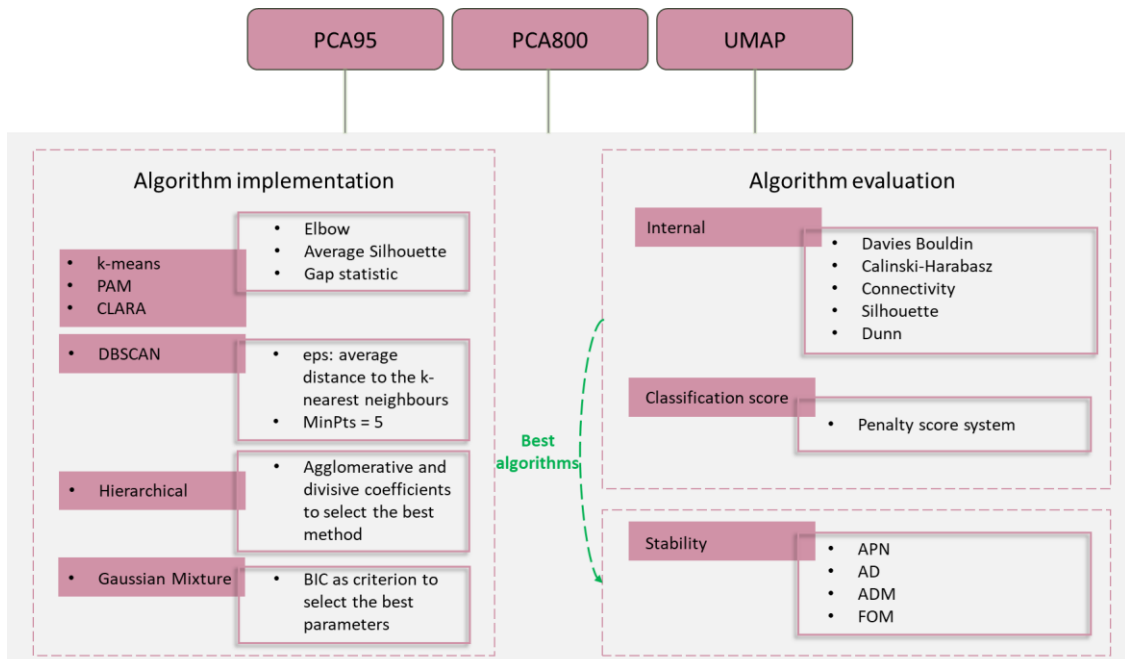 PCA95
PCA800
UMAP
Algorithm implementation
• k-means
• PAM
• CLARA
• Elbow
• Average Silhouette
• Gap statistic
• DBSCAN
• eps: average
distance to the k-
nearest neighbours
• MinPts = 5
• Hierarchical
• Agglomerative and
divisive coefficients
to select the best
method
• Gaussian Mixture
• BIC as criterion to
select the best
parameters
Best
algorithms
Algorithm evaluation
Internal
• Davies Bouldin
• Calinski-Harabasz
• Connectivity
• Silhouette
• Dunn
Classification score
• Penalty score system
Stability
• APN
• AD
• ADM
• FOM